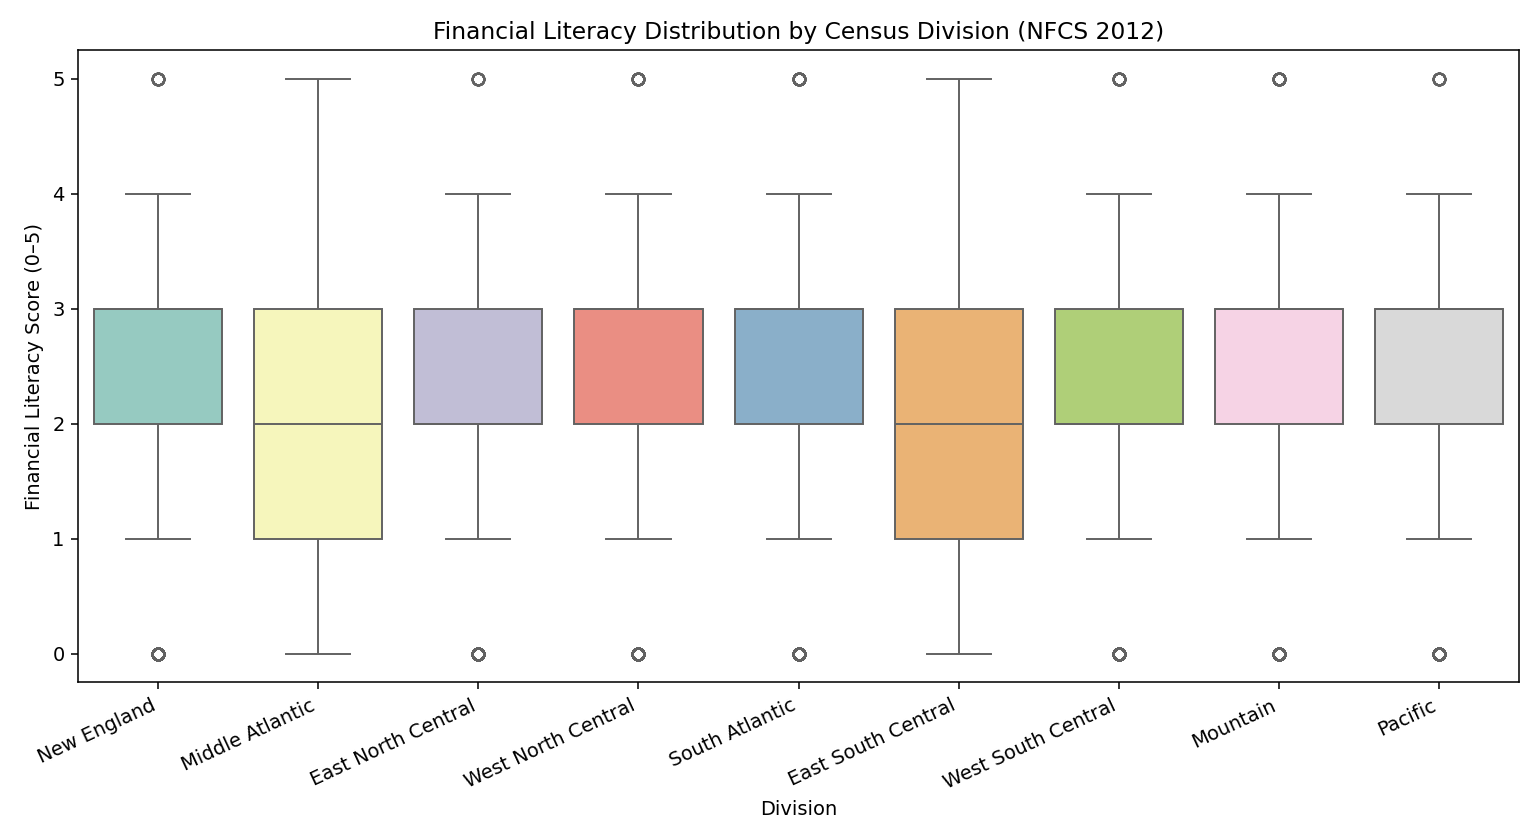 Financial Literacy Distribution by Census Division (NFCS 2012)
Financial Literacy Score (0–5)
5
4
3
2
1
0
New England
Middle Atlantic
East North Central
West North Central
South Atlantic
East South Central
West South Central
Mountain
Pacific
Division